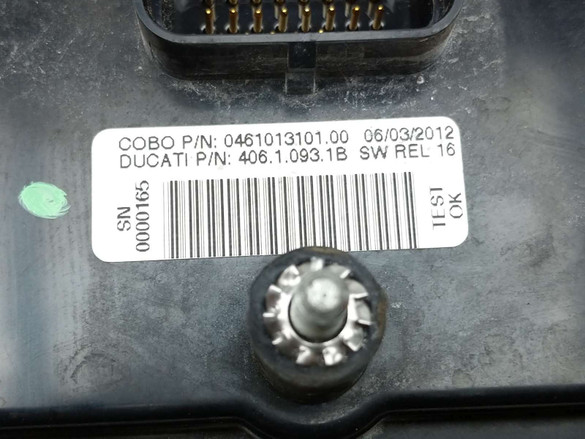 COBO P/N: 0461013101.00 06/03/2012
DUCATI P/N: 406.1.093.1B SW REL: 16
SN
0000165
TEST
OK